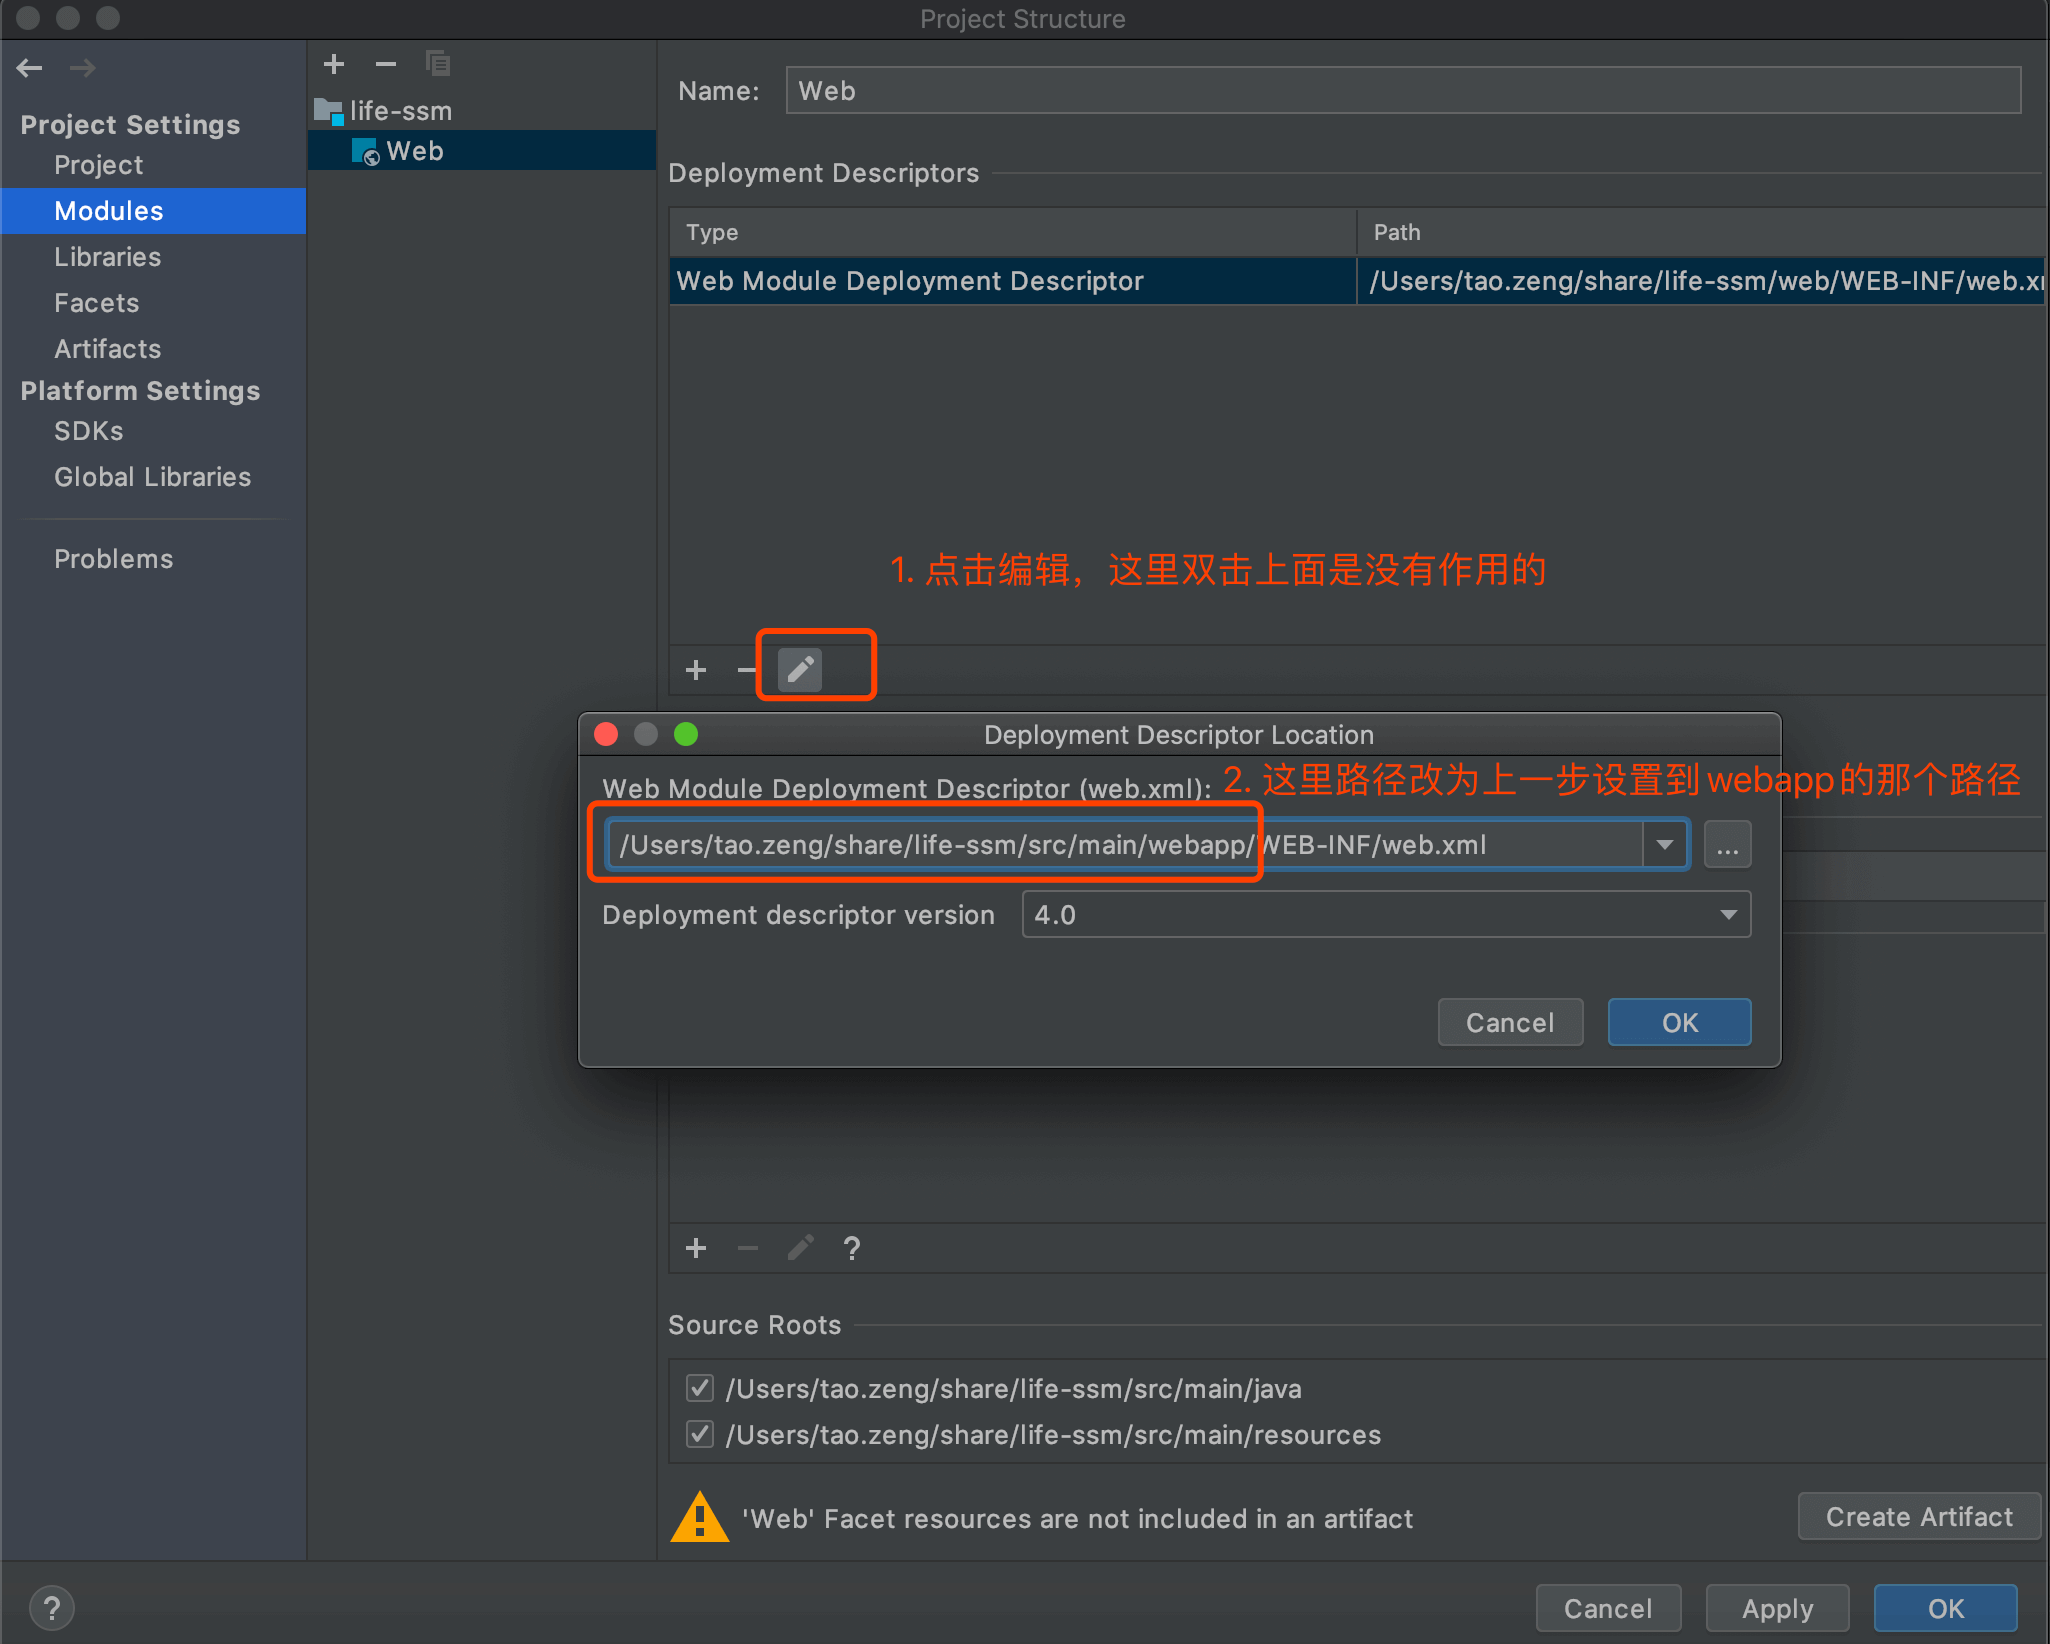 Project Structure
Project Settings
Project
Modules
Libraries
Facets
Artifacts
Platform Settings
SDKs
Global Libraries
Problems
life-ssm
Web
Name: Web
Deployment Descriptors
Type Path
Web Module Deployment Descriptor /Users/tao.zeng/share/life-ssm/web/WEB-INF/web.x
1. 点击编辑，这里双击上面是没有作用的
Deployment Descriptor Location
Web Module Deployment Descriptor (web.xml): 2. 这里路径改为上一步设置到webapp的那个路径
/Users/tao.zeng/share/life-ssm/src/main/webapp/WEB-INF/web.xml ...
Deployment descriptor version 4.0
Cancel OK
?
Source Roots
/Users/tao.zeng/share/life-ssm/src/main/java
/Users/tao.zeng/share/life-ssm/src/main/resources
'Web' Facet resources are not included in an artifact Create Artifact
? Cancel Apply OK